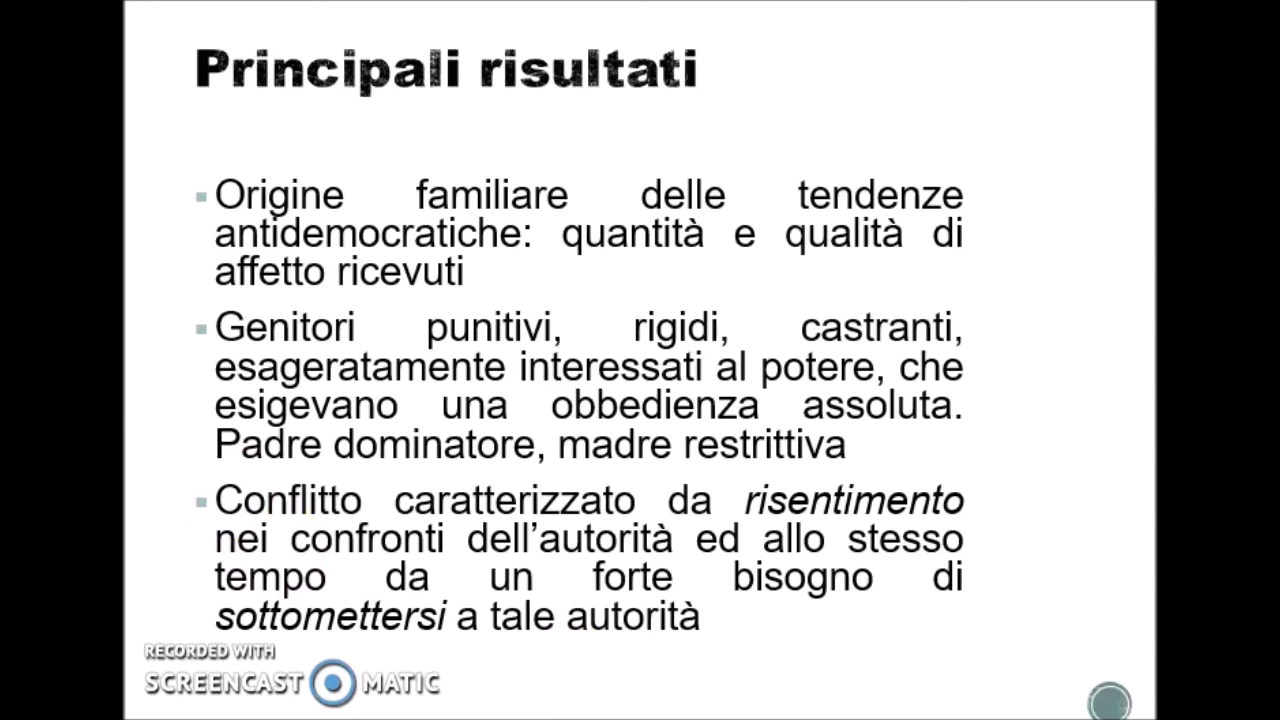 Principali risultati
Origine familiare delle tendenze
antidemocratiche: quantità e qualità di
affetto ricevuti
Genitori punitivi, rigidi, castranti,
esageratamente interessati al potere, che
esigevano una obbedienza assoluta.
Padre dominatore, madre restrittiva
Conflitto caratterizzato da risentimento
nei confronti dell’autorità ed allo stesso
tempo da un forte bisogno di
sottomettersi a tale autorità
RECORDED WITH
SCREENCAST MATIC